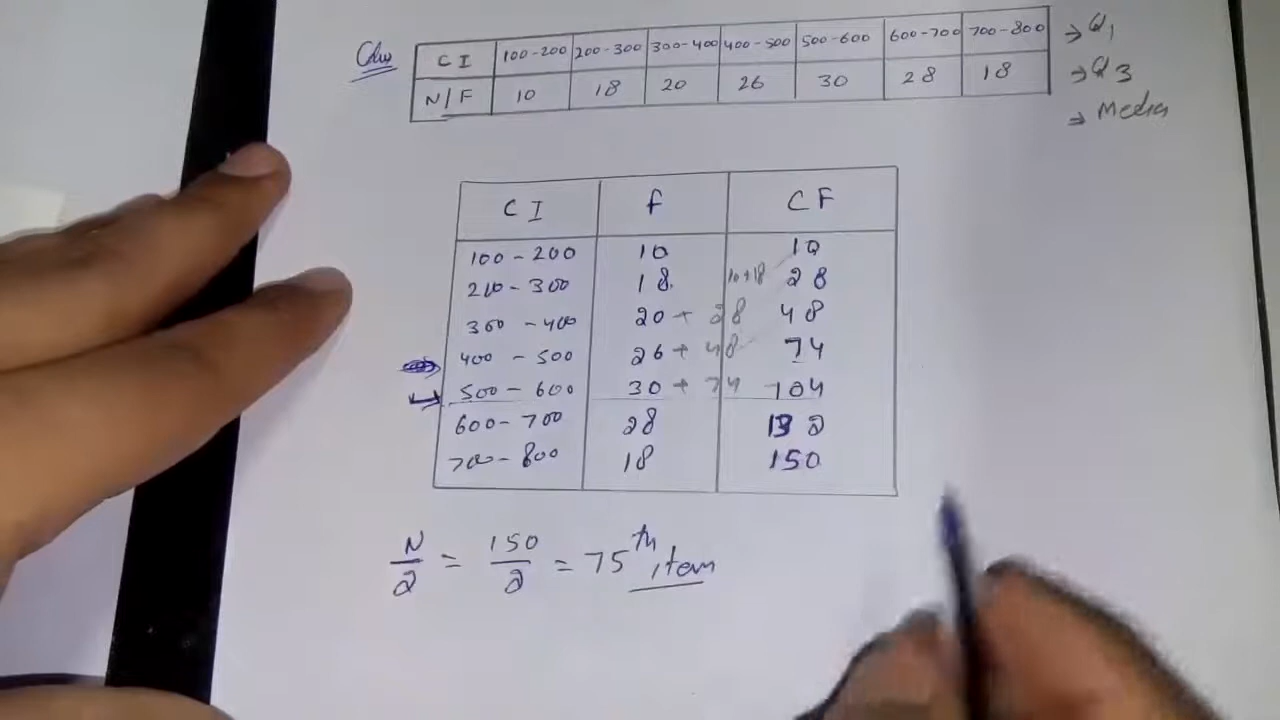 Ques
C I 100-200 200-300 300-400 400-500 500-600 600-700 700-800 → Q1
N/F 10 18 20 26 30 28 18 → Q3
→ Median
C I f C F
100 - 200 10 10
200 - 300 18. 10+18 28
300 - 400 20 + 28 48
400 - 500 26 + 48 74
500 - 600 30 + 74 104
600 - 700 28 132
700 - 800 18 150
N/2 = 150/2 = 75th item